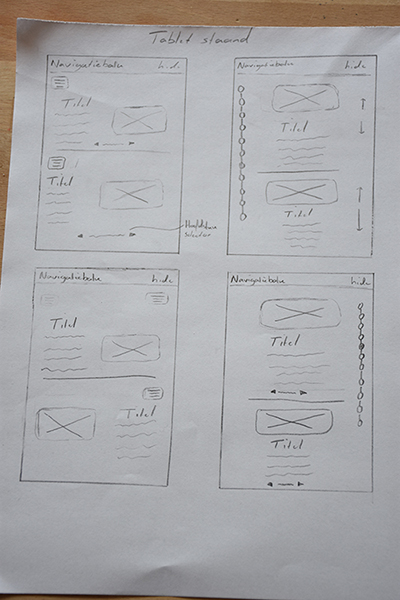 Tablet staand
Navigatiebalk hide
Titel
Titel
Hoofdstuk
selector
Navigatiebalk hide
Titel
Titel
Navigatiebalk hide
Titel
Titel
Navigatiebalk hide
Titel
Titel